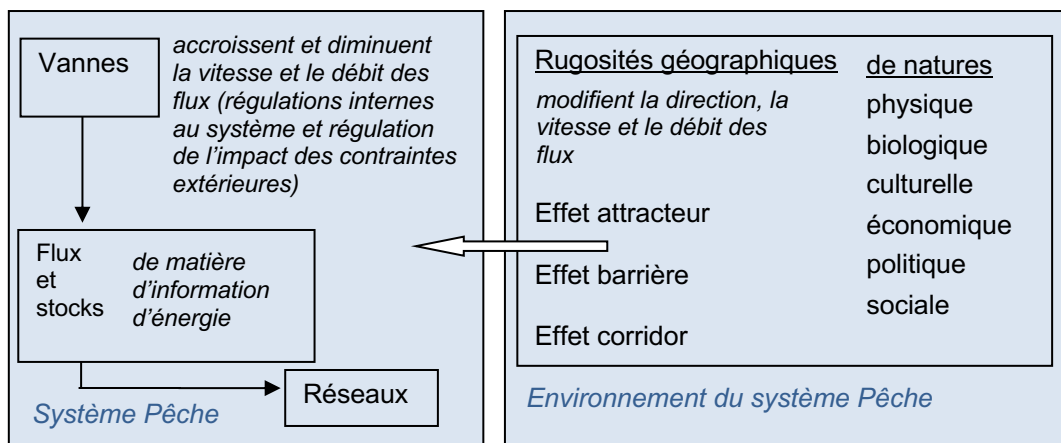 Vannes
accroissent et diminuent
la vitesse et le débit des
flux (régulations internes
au système et régulation
de l’impact des contraintes
extérieures)
Flux
et
stocks
de matière
d’information
d’énergie
Réseaux
Système Pêche
Rugosités géographiques
modifient la direction, la
vitesse et le débit des
flux
Effet attracteur
Effet barrière
Effet corridor
de natures
physique
biologique
culturelle
économique
politique
sociale
Environnement du système Pêche